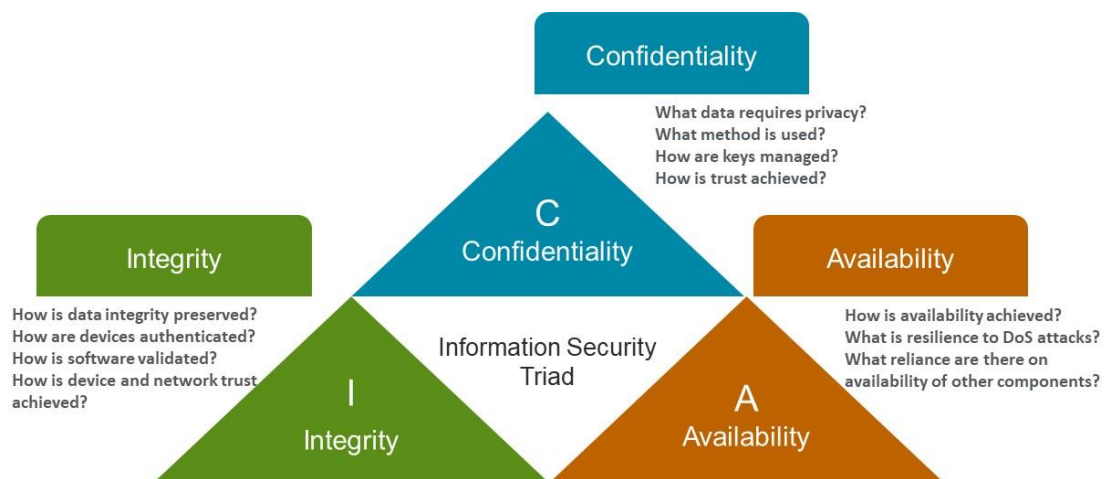 Confidentiality
What data requires privacy?
What method is used?
How are keys managed?
How is trust achieved?
C
Confidentiality
Integrity
How is data integrity preserved?
How are devices authenticated?
How is software validated?
How is device and network trust
achieved?
Availability
How is availability achieved?
What is resilience to DoS attacks?
What reliance are there on
availability of other components?
Information Security
Triad
I
Integrity
A
Availability